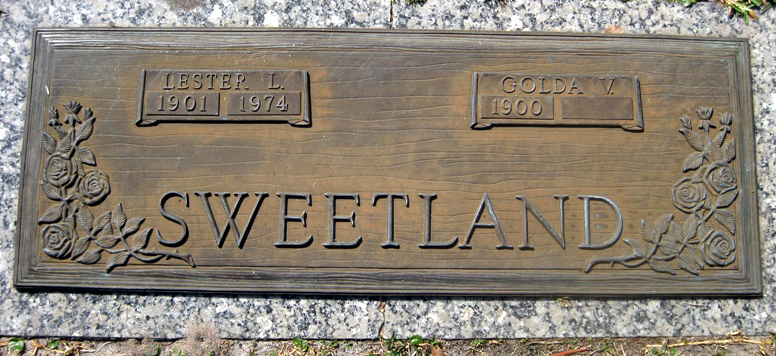 LESTER L.
1901 1974
GOLDA V.
1900
SWEETLAND